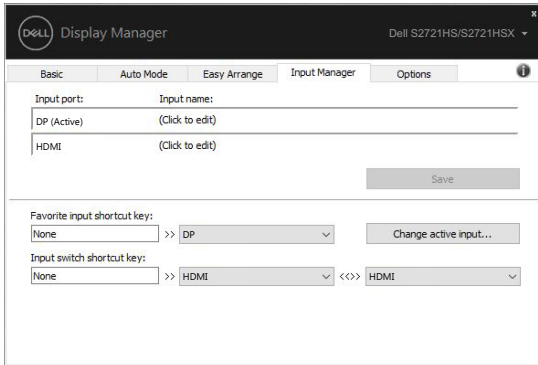 DELL Display Manager Dell S2721HS/S2721HSX
Basic Auto Mode Easy Arrange Input Manager Options
Input port: Input name:
DP (Active) (Click to edit)
HDMI (Click to edit)
Save
Favorite input shortcut key:
None >> DP Change active input...
Input switch shortcut key:
None >> HDMI <<>> HDMI